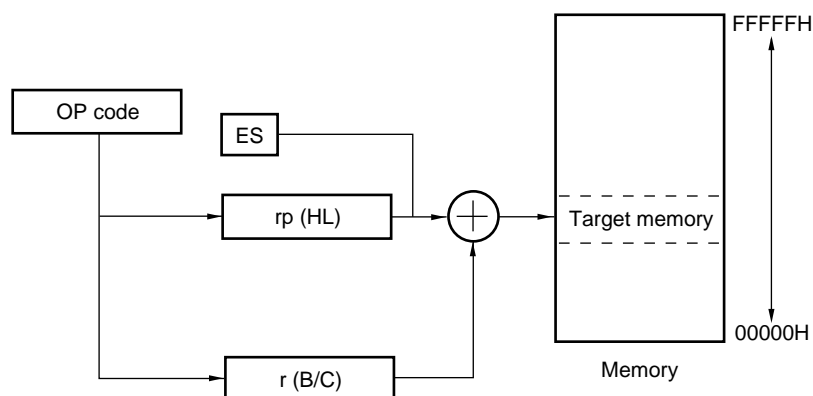 FFFFFH
OP code
ES
rp (HL)
Target memory
00000H
r (B/C)
Memory